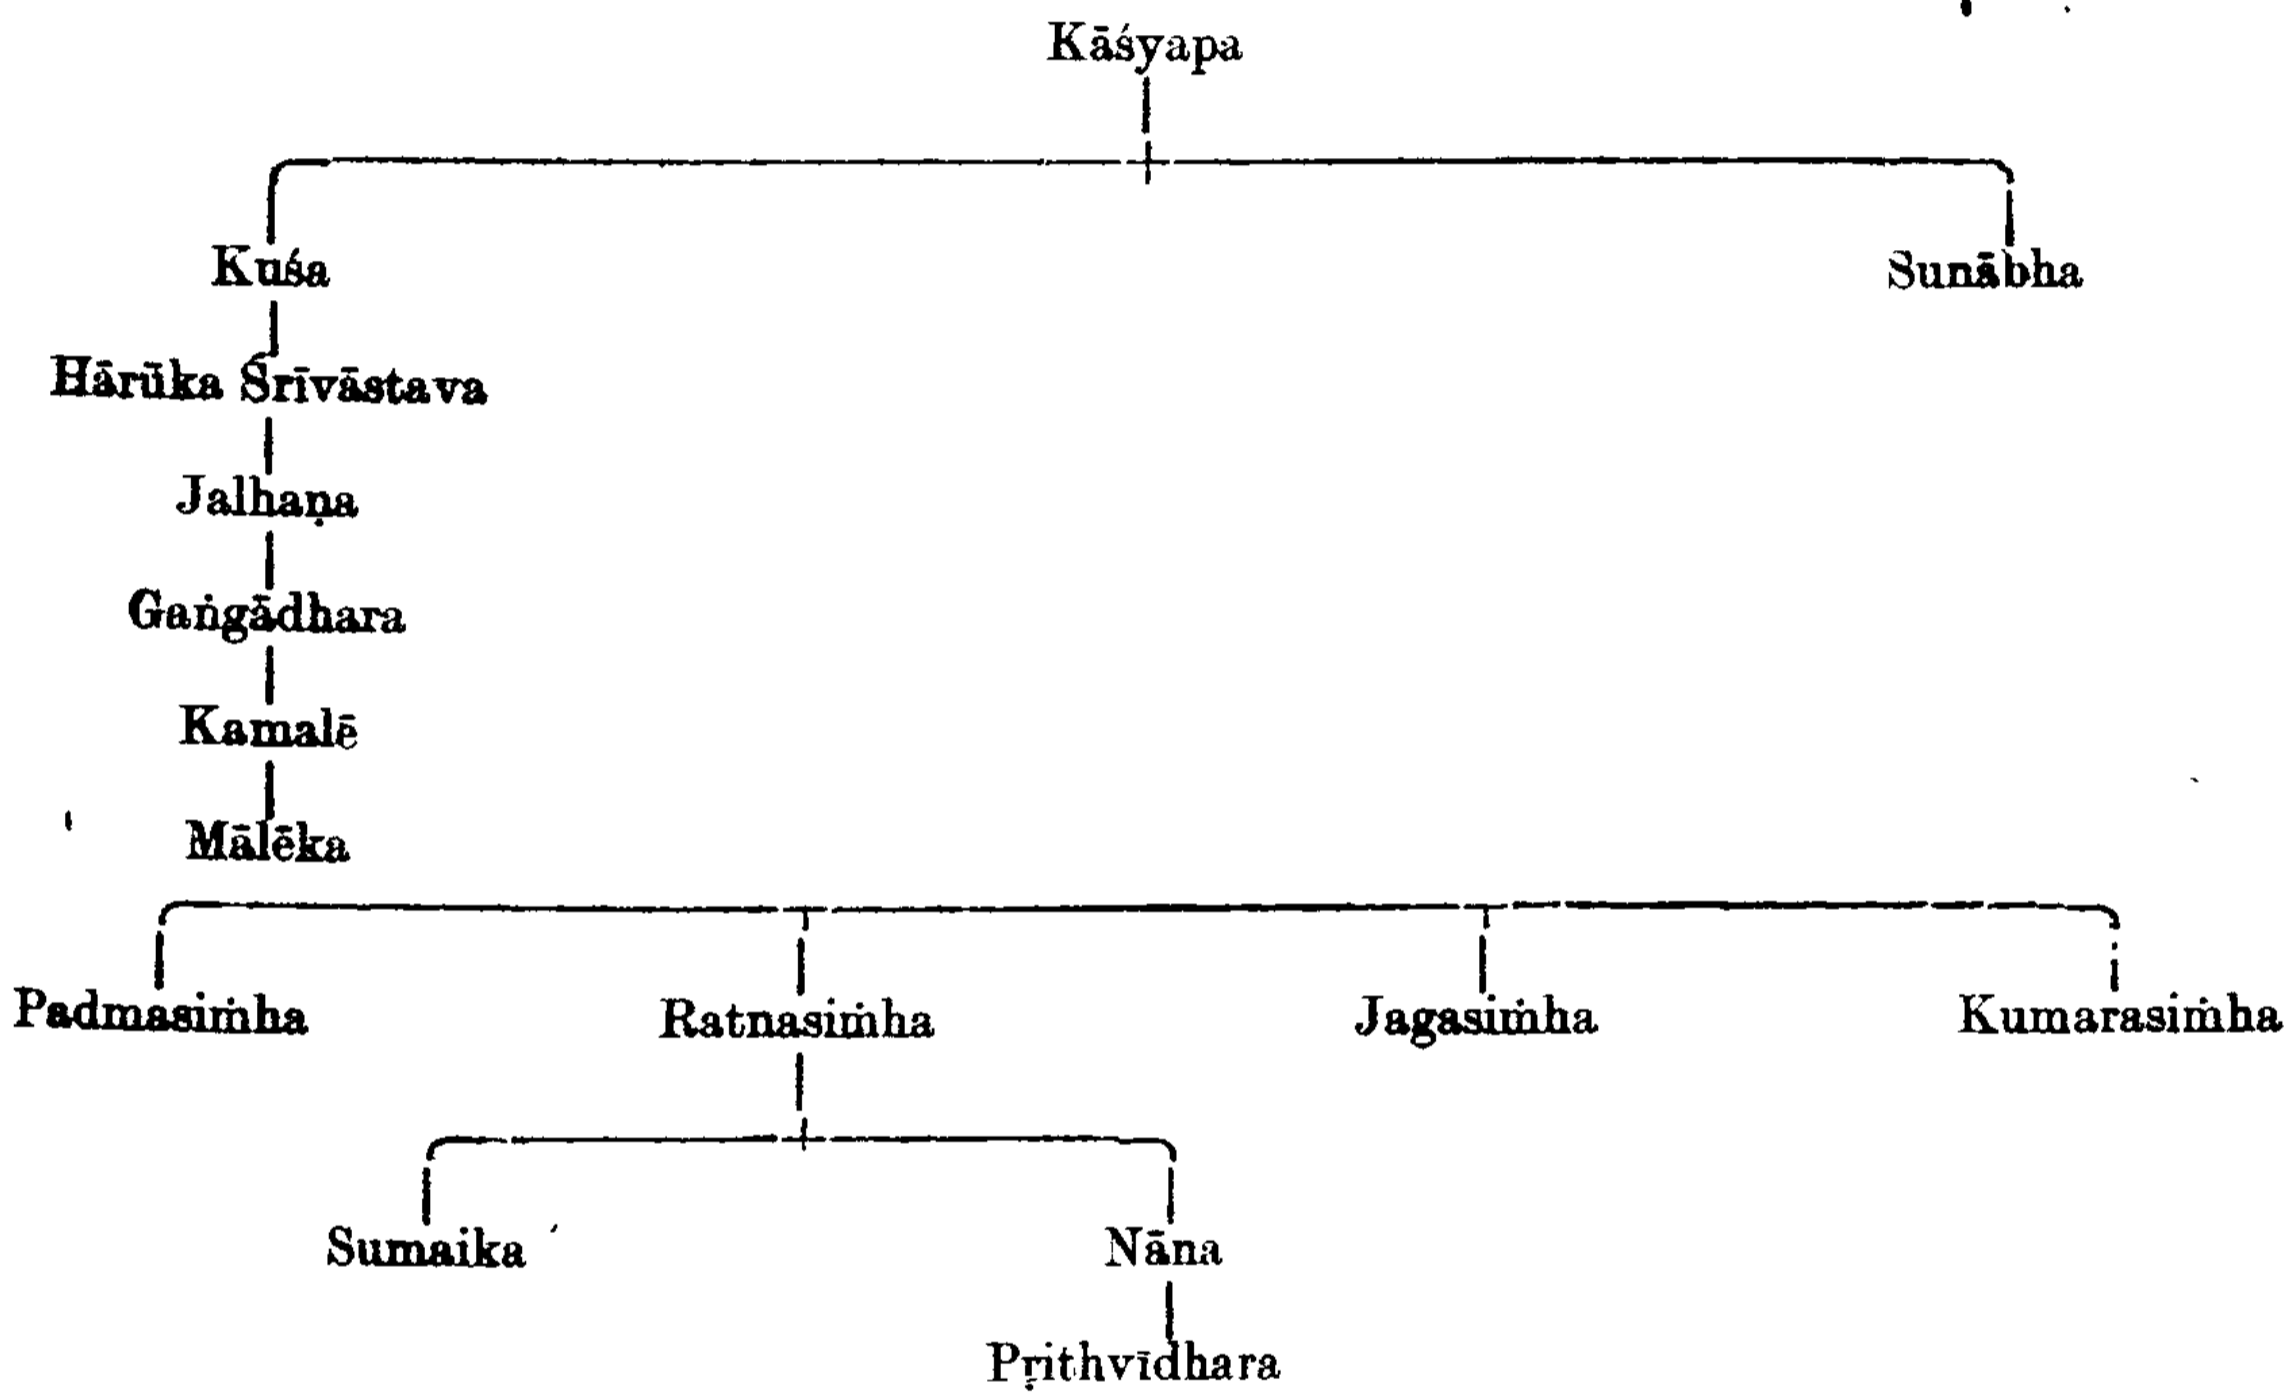 Kāśyapa
Kuśa Sunābha
Hārūka Śrīvāstava
Jalhaṇa
Gaṅgādhara
Kamalē
Mālēka
Padmasiṁha Ratnasiṁha Jagasiṁha Kumarasiṁha
Sumaika Nāna
Pṛithvīdhara